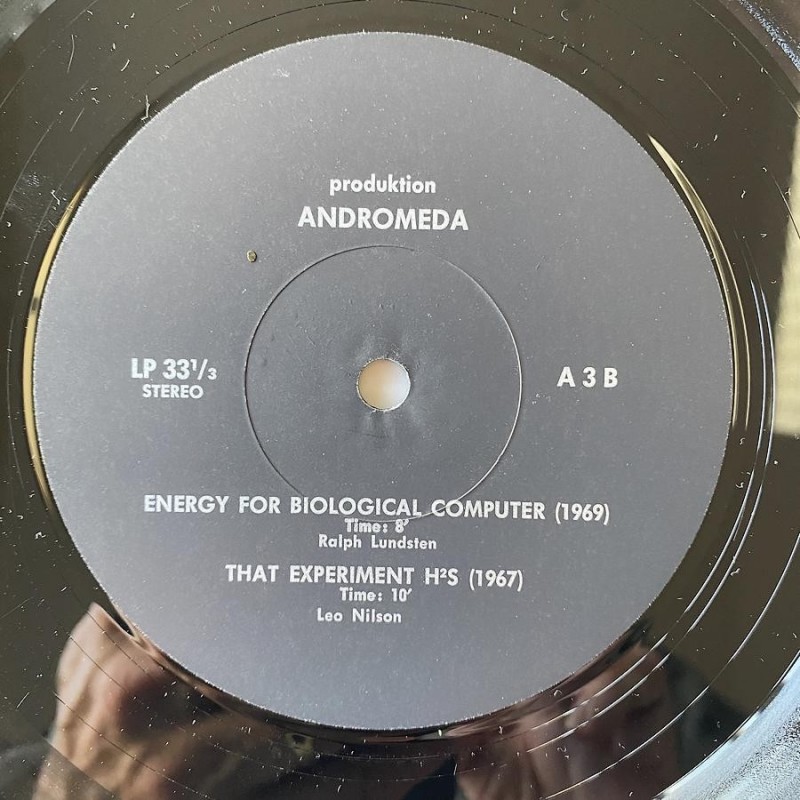 produktion
ANDROMEDA
LP 33¹/₃
STEREO
A 3 B
ENERGY FOR BIOLOGICAL COMPUTER (1969)
Time: 8′
Ralph Lundsten
THAT EXPERIMENT H²S (1967)
Time: 10′
Leo Nilson